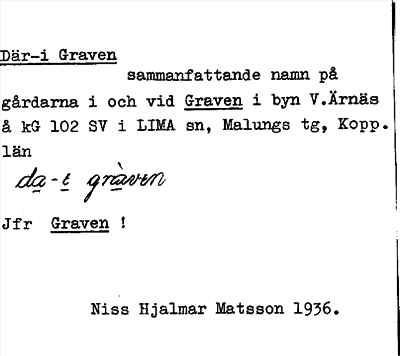 Där-i Graven
sammanfattande namn på
gårdarna i och vid Graven i byn V.Ärnäs
å kG 102 SV i LIMA sn, Malungs tg, Kopp.
län
da-i gràven
Jfr Graven !
Niss Hjalmar Matsson 1936.